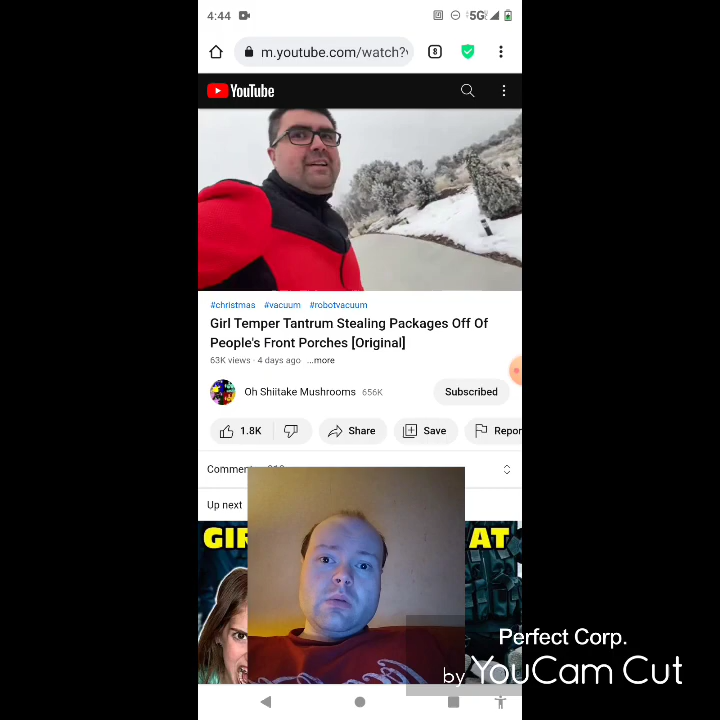 4:44
5G
m.youtube.com/watch?v
8
YouTube
#christmas #vacuum #robotvacuum
Girl Temper Tantrum Stealing Packages Off Of
People's Front Porches [Original]
63K views · 4 days ago ...more
Oh Shiitake Mushrooms 656K
Subscribed
1.8K
Share
Save
Repor
Commen
Up next
GIR
AT
Perfect Corp.
by YouCam Cut